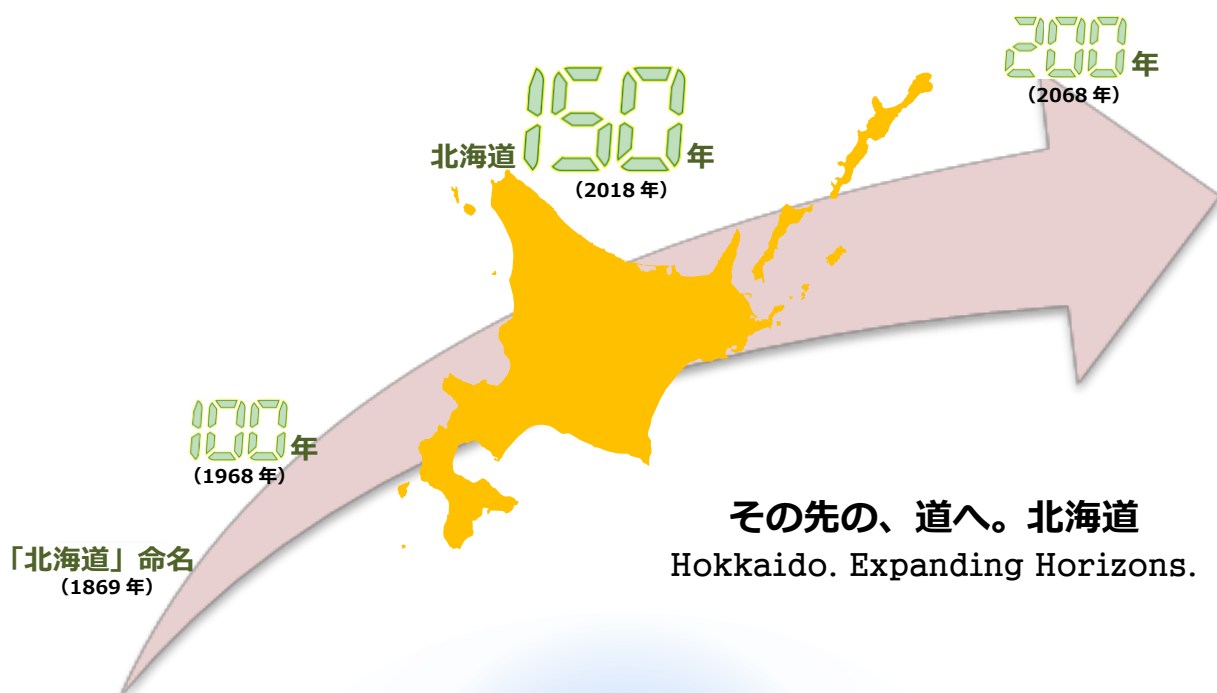 200年
(2068年)
北海道150年
(2018年)
100年
(1968年)
「北海道」命名
(1869年)
その先の、道へ。北海道
Hokkaido. Expanding Horizons.